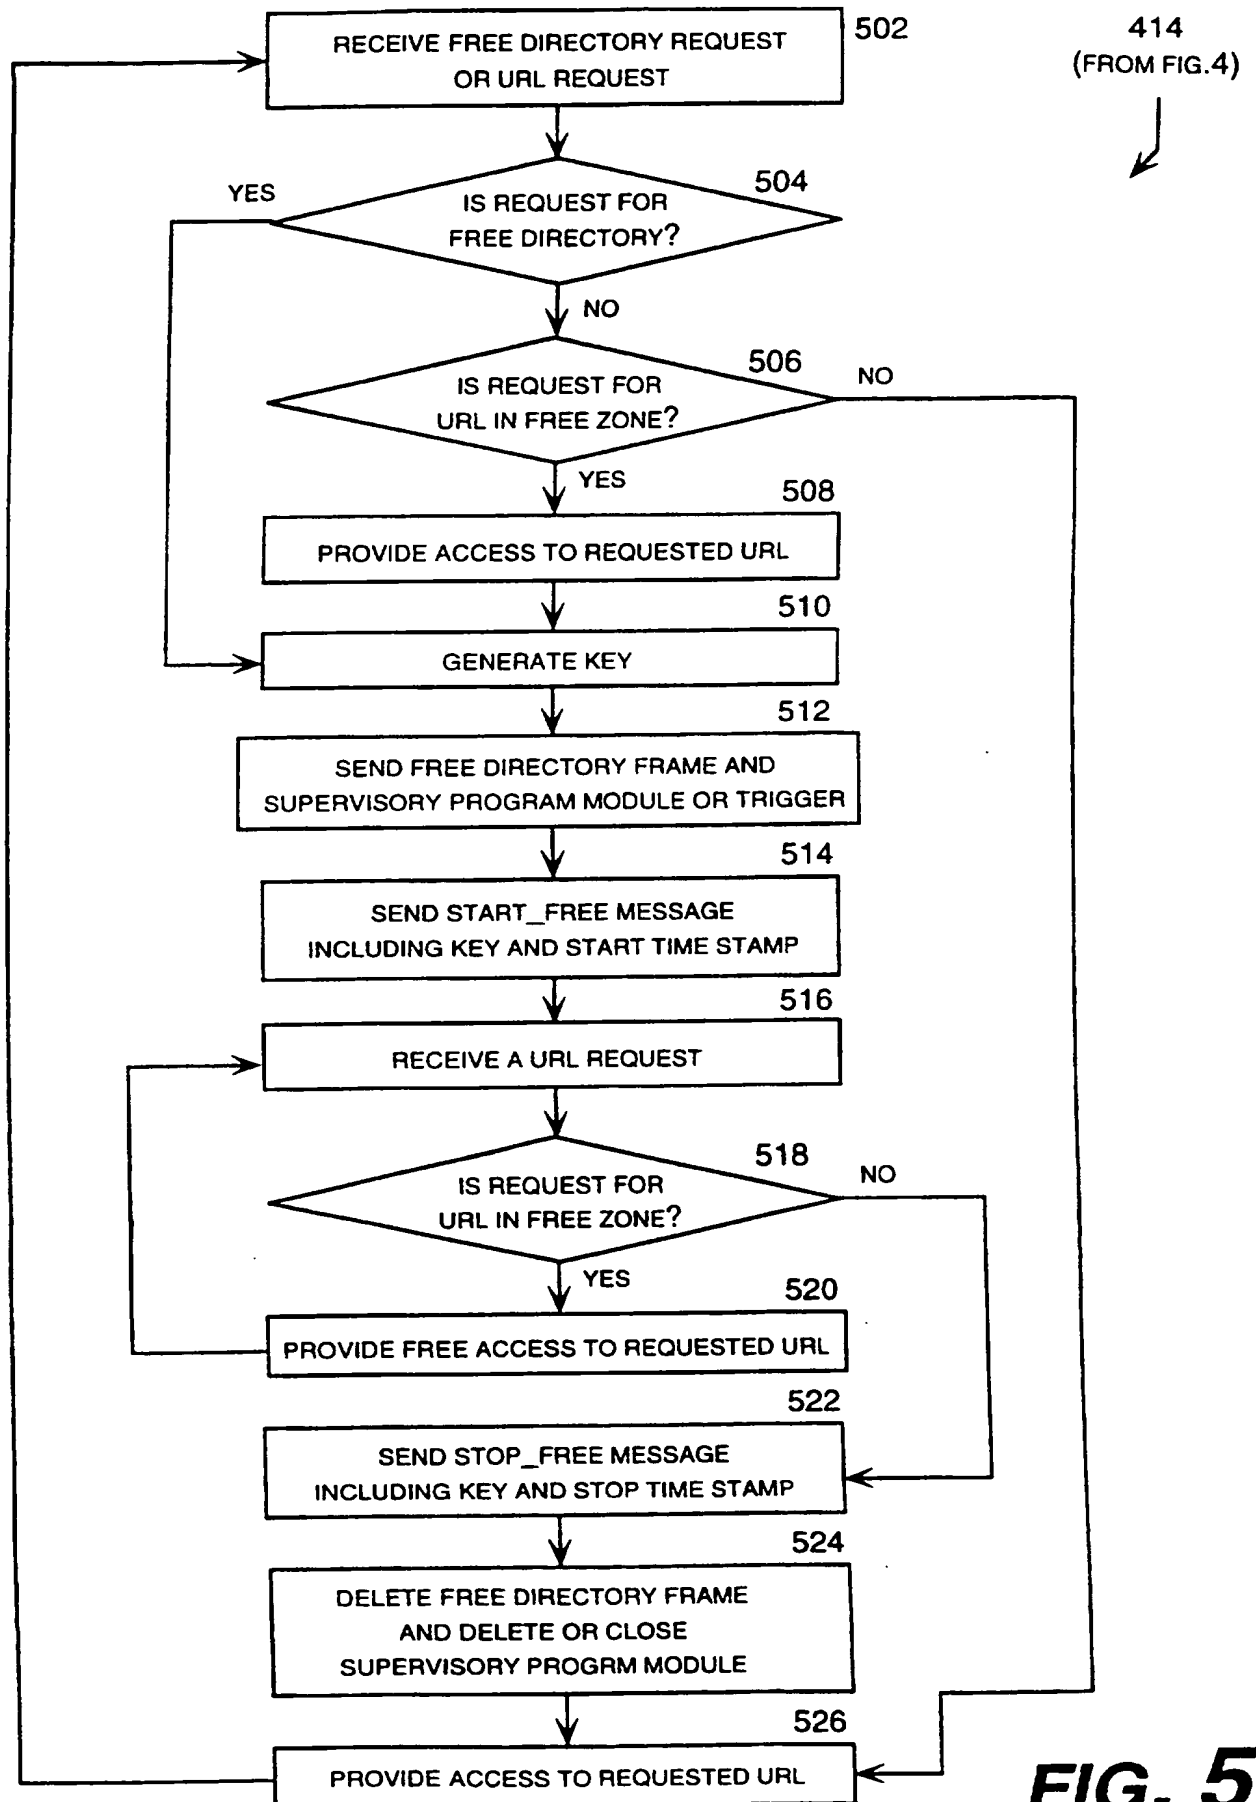 RECEIVE FREE DIRECTORY REQUEST
OR URL REQUEST
502
414
(FROM FIG.4)
504
YES
IS REQUEST FOR
FREE DIRECTORY?
NO
506
IS REQUEST FOR
URL IN FREE ZONE?
NO
YES
508
PROVIDE ACCESS TO REQUESTED URL
510
GENERATE KEY
512
SEND FREE DIRECTORY FRAME AND
SUPERVISORY PROGRAM MODULE OR TRIGGER
514
SEND START_FREE MESSAGE
INCLUDING KEY AND START TIME STAMP
516
RECEIVE A URL REQUEST
518
IS REQUEST FOR
URL IN FREE ZONE?
NO
YES
520
PROVIDE FREE ACCESS TO REQUESTED URL
522
SEND STOP_FREE MESSAGE
INCLUDING KEY AND STOP TIME STAMP
524
DELETE FREE DIRECTORY FRAME
AND DELETE OR CLOSE
SUPERVISORY PROGRM MODULE
526
PROVIDE ACCESS TO REQUESTED URL
FIG. 5